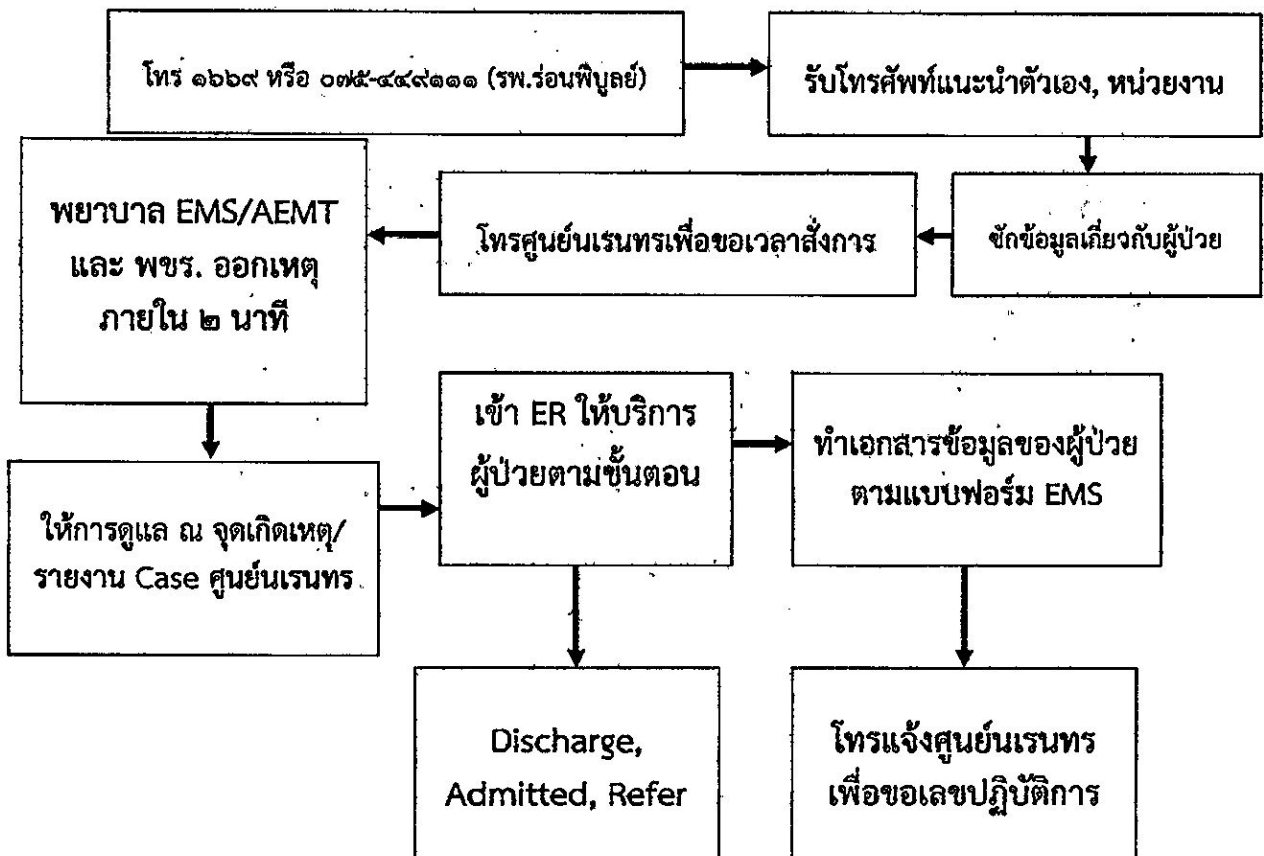 โทร ๑๖๖๙ หรือ ๐๗๕-๔๔๙๑๑๑ (รพ.ร่อนพิบูลย์)
รับโทรศัพท์แนะนำตัวเอง, หน่วยงาน
ซักข้อมูลเกี่ยวกับผู้ป่วย
โทรศูนย์นเรนทรเพื่อขอเวลาสั่งการ
พยาบาล EMS/AEMT
และ พขร. ออกเหตุ
ภายใน ๒ นาที
ให้การดูแล ณ จุดเกิดเหตุ/
รายงาน Case ศูนย์นเรนทร
เข้า ER ให้บริการ
ผู้ป่วยตามขั้นตอน
ทำเอกสารข้อมูลของผู้ป่วย
ตามแบบฟอร์ม EMS
Discharge,
Admitted, Refer
โทรแจ้งศูนย์นเรนทร
เพื่อขอเลขปฏิบัติการ